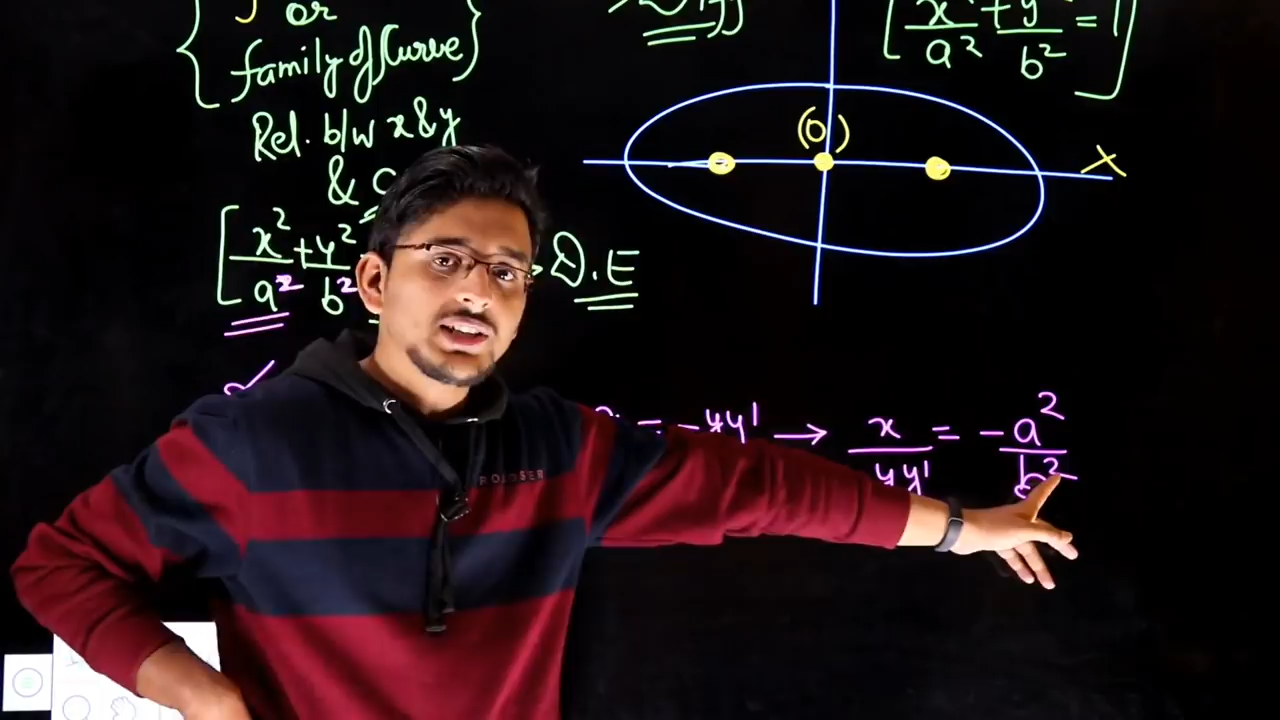 or
family of Curve
Rel. b/w x & y
&
x² + y²
a² b²
D.E
x² + y² = 1
a² b²
(0)
X
= -yy' → x = -a²
yy' b²